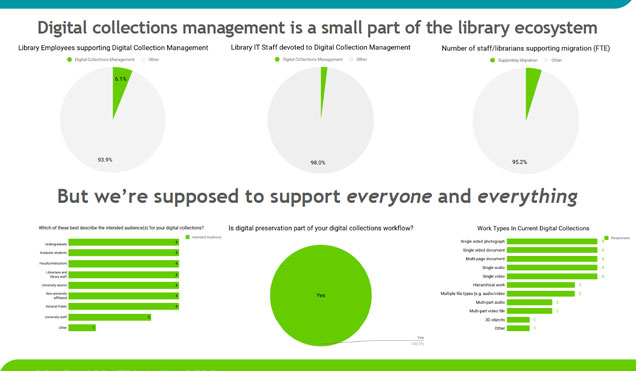 Digital collections management is a small part of the library ecosystem
Library Employees supporting Digital Collection Management
Digital Collections Management Other
6.1%
93.9%
Library IT Staff devoted to Digital Collection Management
Digital Collections Management Other
98.0%
Number of staff/librarians supporting migration (FTE)
Supporting Migration Other
95.2%
But we're supposed to support everyone and everything
Which of these best describe the intended audience(s) for your digital collections?
Intended Audience
Undergraduate
Graduate students
Faculty/Instructors
Librarians and
library staff
University alumni
Non-university
affiliated
General Public
University staff
Other
Is digital preservation part of your digital collections workflow?
Yes
Yes
100.0%
Work Types In Current Digital Collections
Responses
Single sided photograph
Single sided document
Multi-page document
Single audio
Single video
Hierarchical work
Multiple file types (e.g. audio/video)
Multi-part audio
Multi-part video file
3D objects
Other